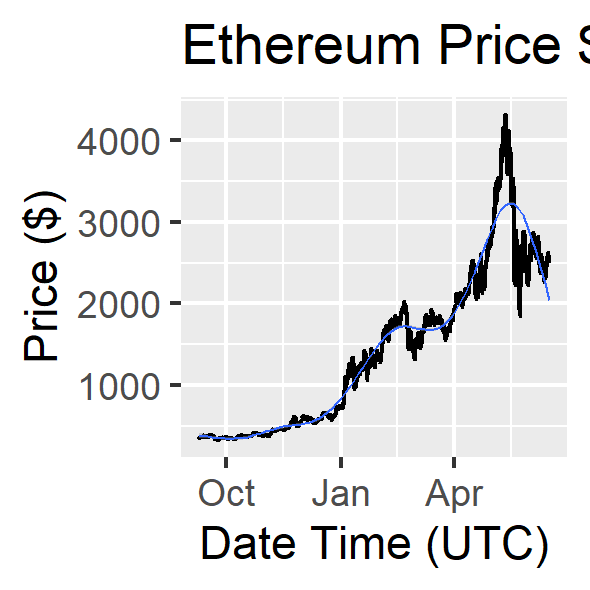 Ethereum Price
Price ($)
4000
3000
2000
1000
Oct Jan Apr
Date Time (UTC)